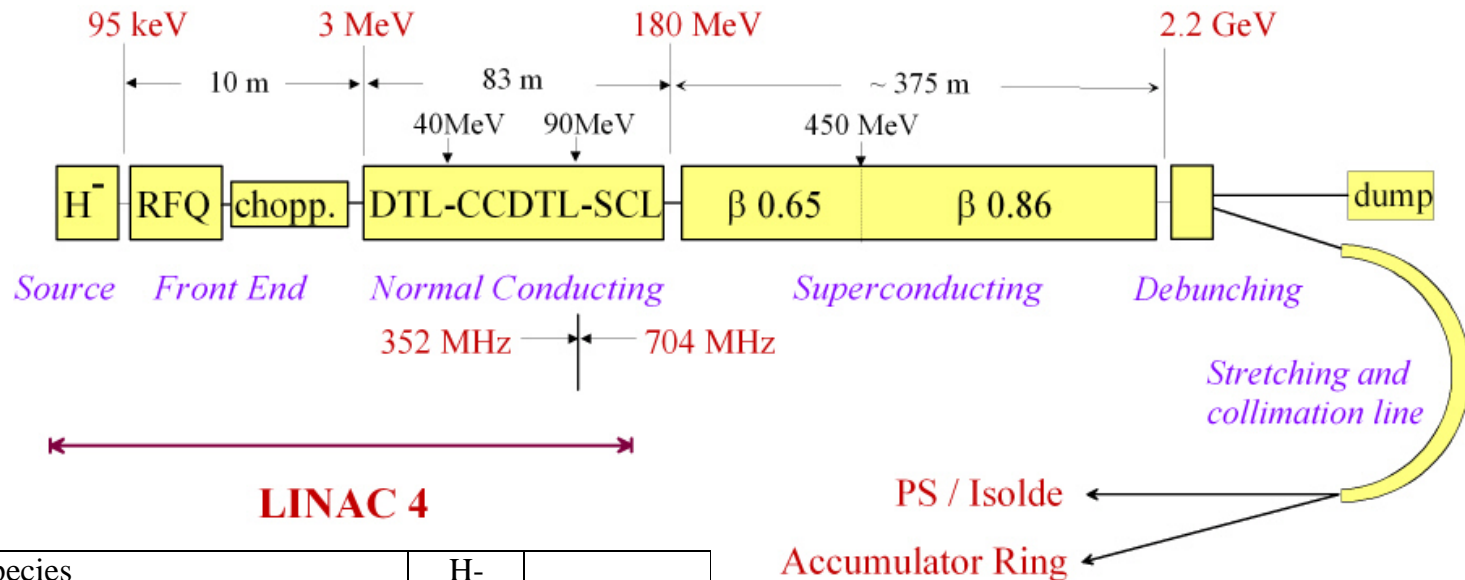 95 keV 3 MeV 180 MeV 2.2 GeV
10 m 83 m ~ 375 m
40MeV 90MeV 450 MeV
H- RFQ chopp. DTL-CCDTL-SCL β 0.65 β 0.86 dump
Source Front End Normal Conducting Superconducting Debunching
352 MHz 704 MHz
Stretching and
collimation line
LINAC 4
PS / Isolde
Accumulator Ring
H-